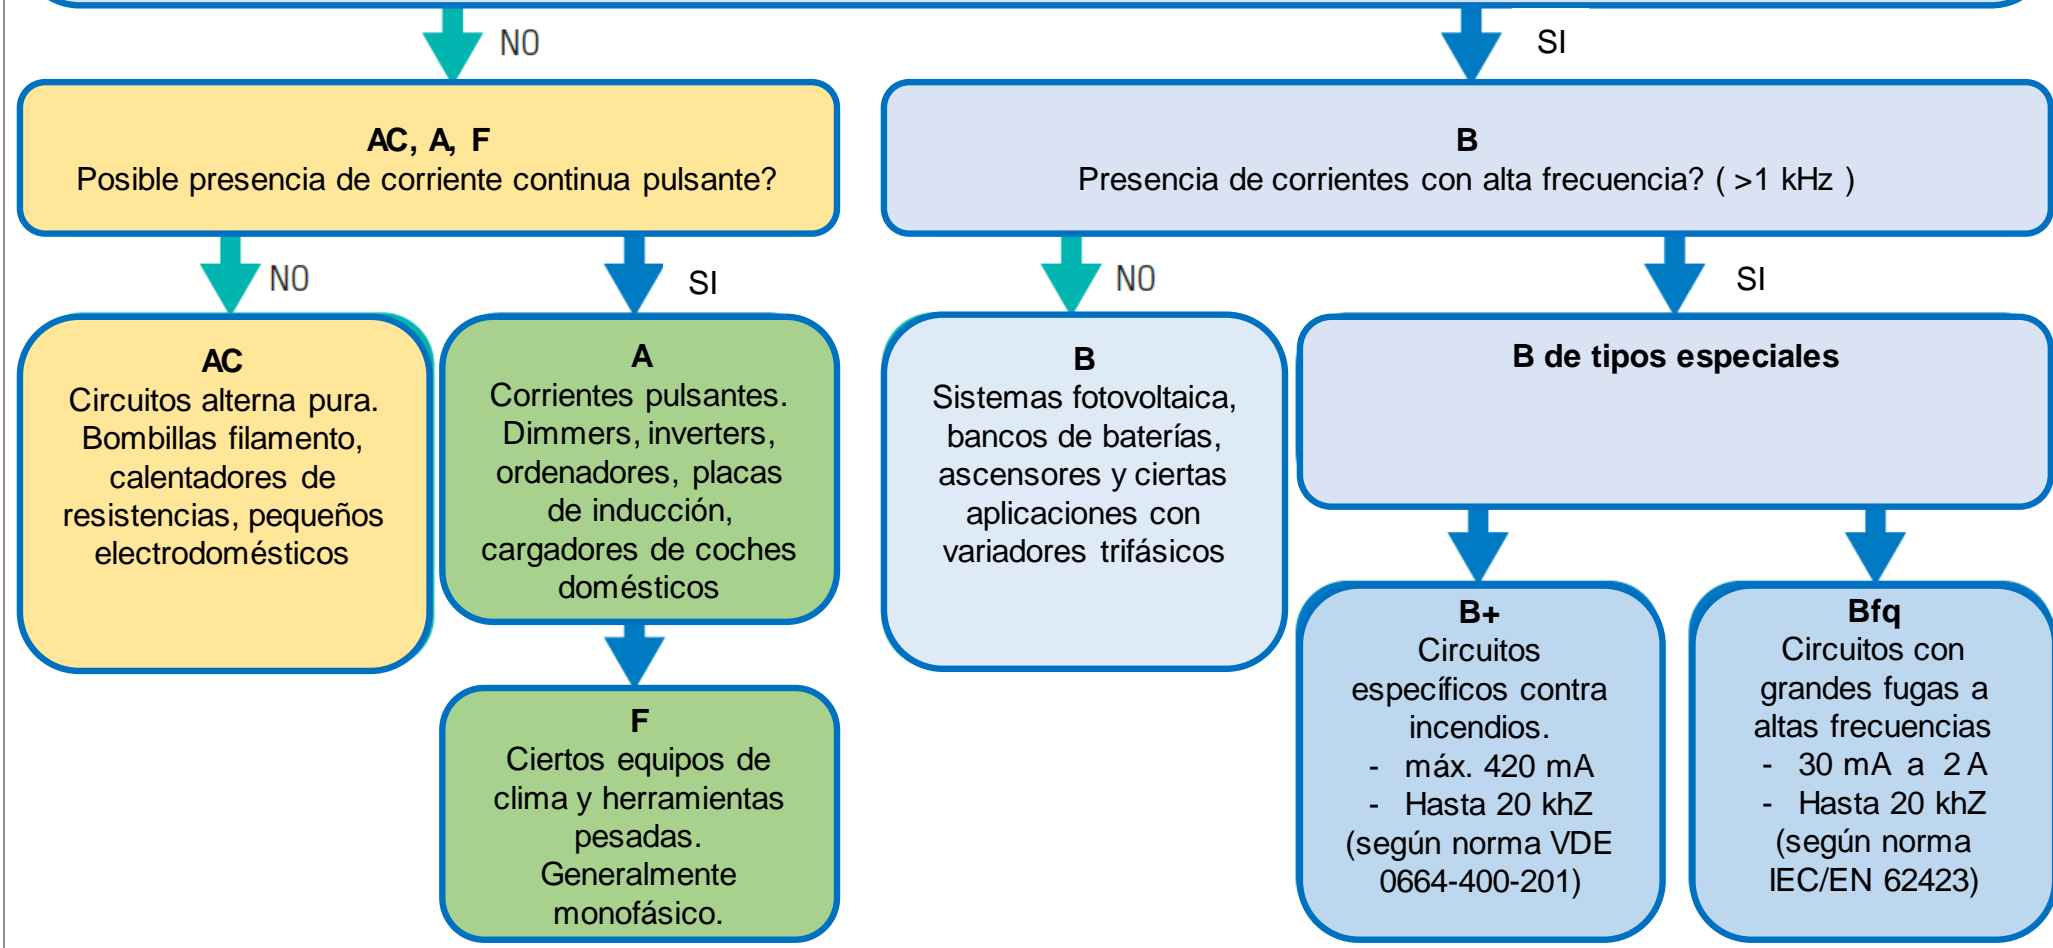 NO
SI
AC, A, F
Posible presencia de corriente continua pulsante?
B
Presencia de corrientes con alta frecuencia? ( >1 kHz )
NO
SI
NO
SI
AC
Circuitos alterna pura.
Bombillas filamento,
calentadores de
resistencias, pequeños
electrodomésticos
A
Corrientes pulsantes.
Dimmers, inverters,
ordenadores, placas
de inducción,
cargadores de coches
domésticos
B
Sistemas fotovoltaica,
bancos de baterías,
ascensores y ciertas
aplicaciones con
variadores trifásicos
B de tipos especiales
F
Ciertos equipos de
clima y herramientas
pesadas.
Generalmente
monofásico.
B+
Circuitos
específicos contra
incendios.
- máx. 420 mA
- Hasta 20 khZ
(según norma VDE
0664-400-201)
Bfq
Circuitos con
grandes fugas a
altas frecuencias
- 30 mA a 2 A
- Hasta 20 khZ
(según norma
IEC/EN 62423)